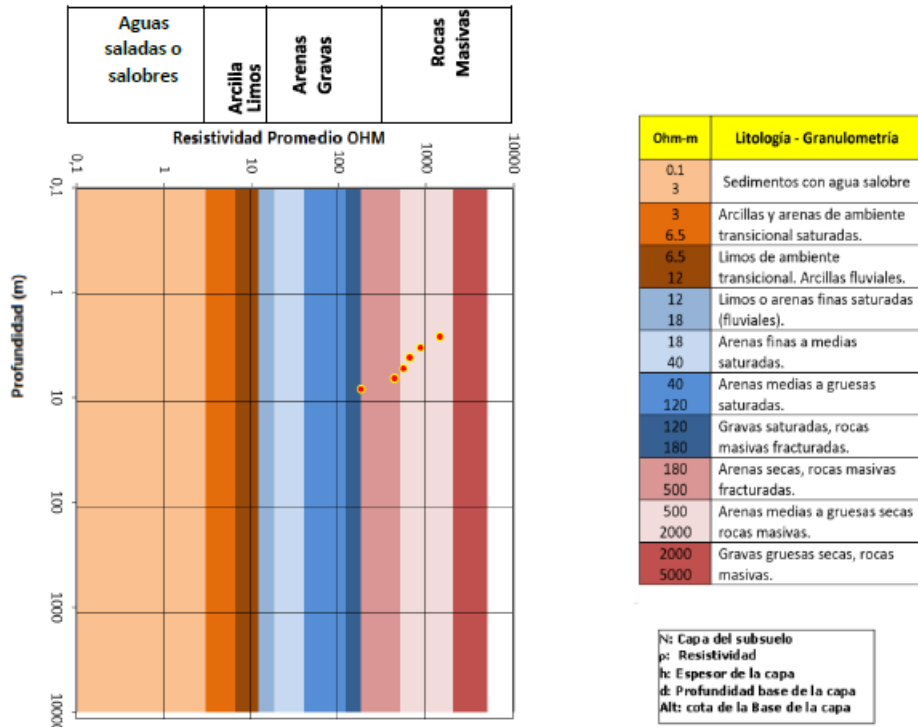 Aguas
saladas o
salobres
Arcilla
Limos
Arenas
Gravas
Rocas
Masivas
Resistividad Promedio OHM
0,1
1
10
100
1000
10000
Profundidad (m)
0,1
1
10
100
1000
10000
Ohm-m Litología - Granulometría
0.1
3
Sedimentos con agua salobre
3 Arcillas y arenas de ambiente
6.5 transicional saturadas.
6.5 Limos de ambiente
12 transicional. Arcillas fluviales.
12 Limos o arenas finas saturadas
18 (fluviales).
18 Arenas finas a medias
40 saturadas.
40 Arenas medias a gruesas
120 saturadas.
120 Gravas saturadas, rocas
180 masivas fracturadas.
180 Arenas secas, rocas masivas
500 fracturadas.
500 Arenas medias a gruesas secas
2000 rocas masivas.
2000 Gravas gruesas secas, rocas
5000 masivas.
N: Capa del subsuelo
ρ: Resistividad
h: Espesor de la capa
d: Profundidad base de la capa
Alt: cota de la Base de la capa